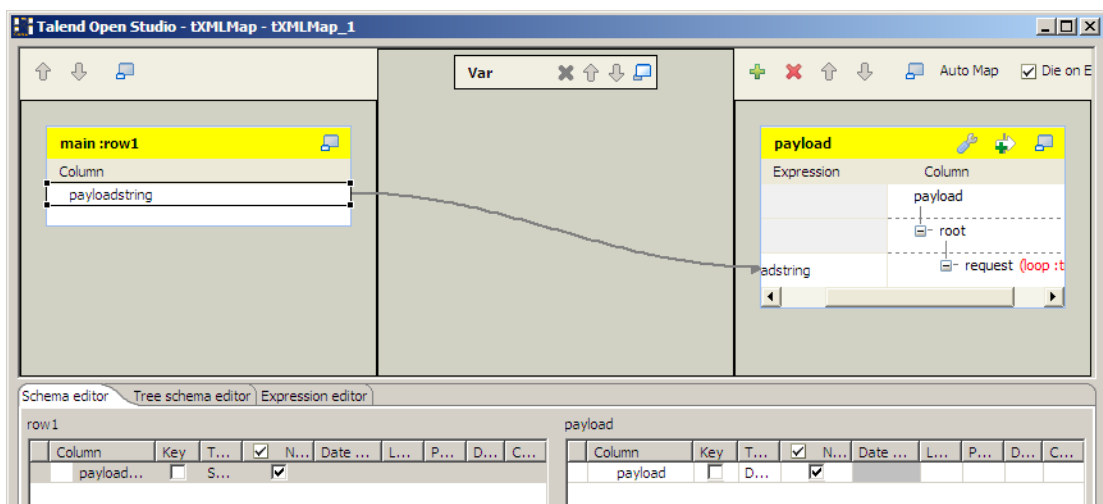 Talend Open Studio - tXMLMap - tXMLMap_1
Var
Auto Map
Die on E
main :row1
Column
payloadstring
payload
Expression Column
payload
root
adstring request (loop :t
Schema editor Tree schema editor Expression editor
row1
Column Key T... N... Date ... L... P... D... C...
payload... S...
payload
Column Key T... N... Date ... L... P... D... C...
payload D...